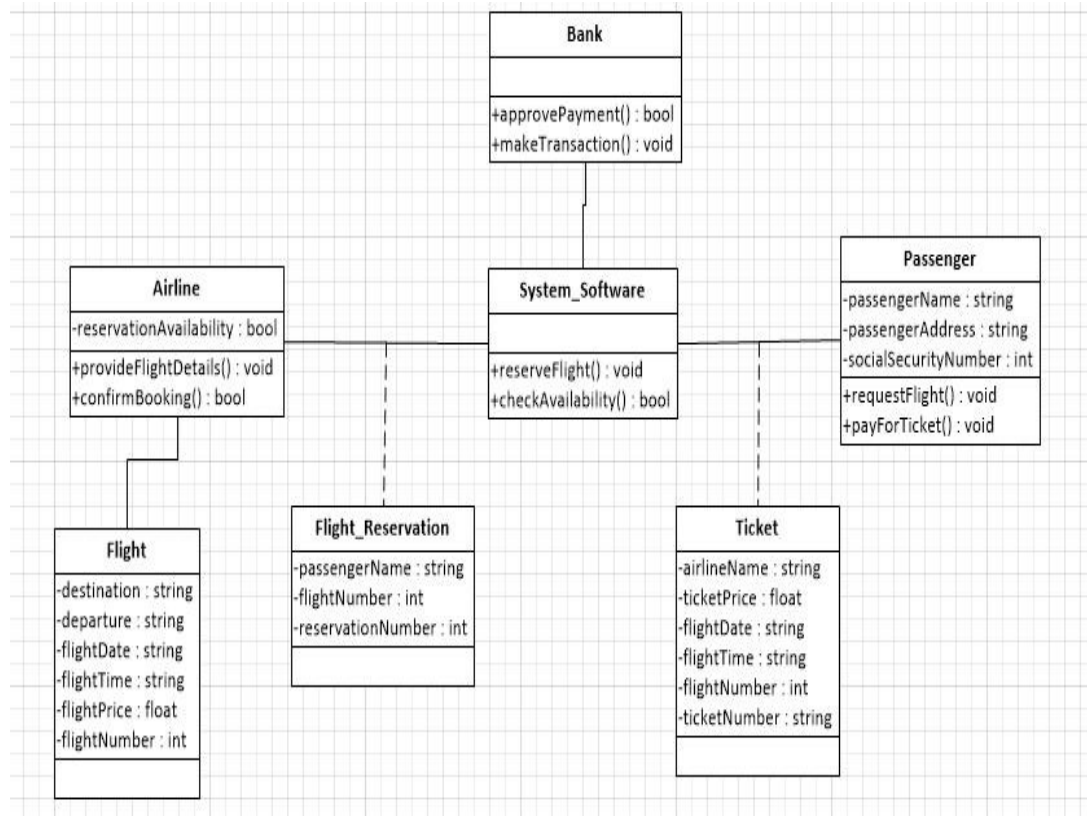 Bank
+approvePayment() : bool
+makeTransaction() : void
Airline
-reservationAvailability : bool
+provideFlightDetails() : void
+confirmBooking() : bool
System_Software
+reserveFlight() : void
+checkAvailability() : bool
Passenger
-passengerName : string
-passengerAddress : string
-socialSecurityNumber : int
+requestFlight() : void
+payForTicket() : void
Flight
-destination : string
-departure : string
-flightDate : string
-flightTime : string
-flightPrice : float
-flightNumber : int
Flight_Reservation
-passengerName : string
-flightNumber : int
-reservationNumber : int
Ticket
-airlineName : string
-ticketPrice : float
-flightDate : string
-flightTime : string
-flightNumber : int
-ticketNumber : string